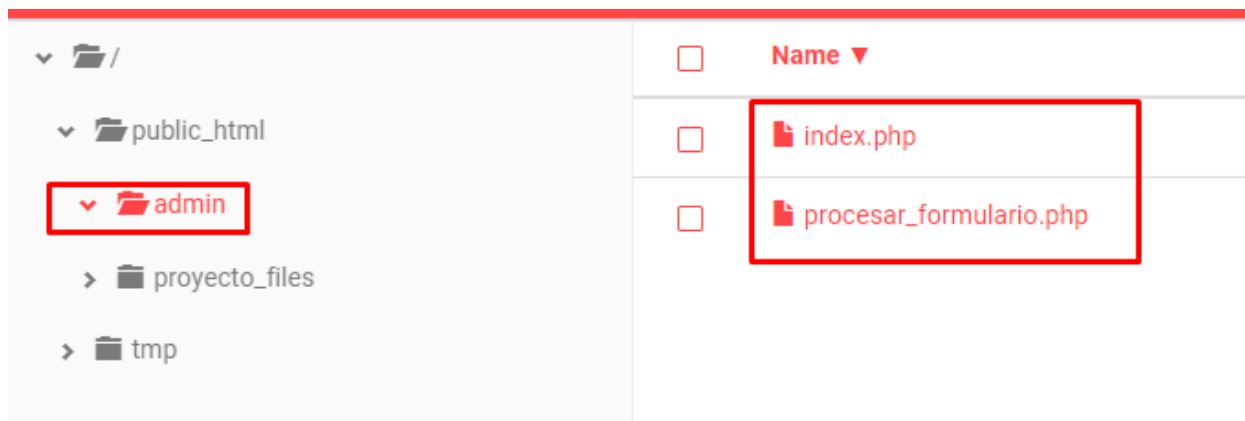 /
public_html
admin
proyecto_files
tmp
Name ▼
index.php
procesar_formulario.php